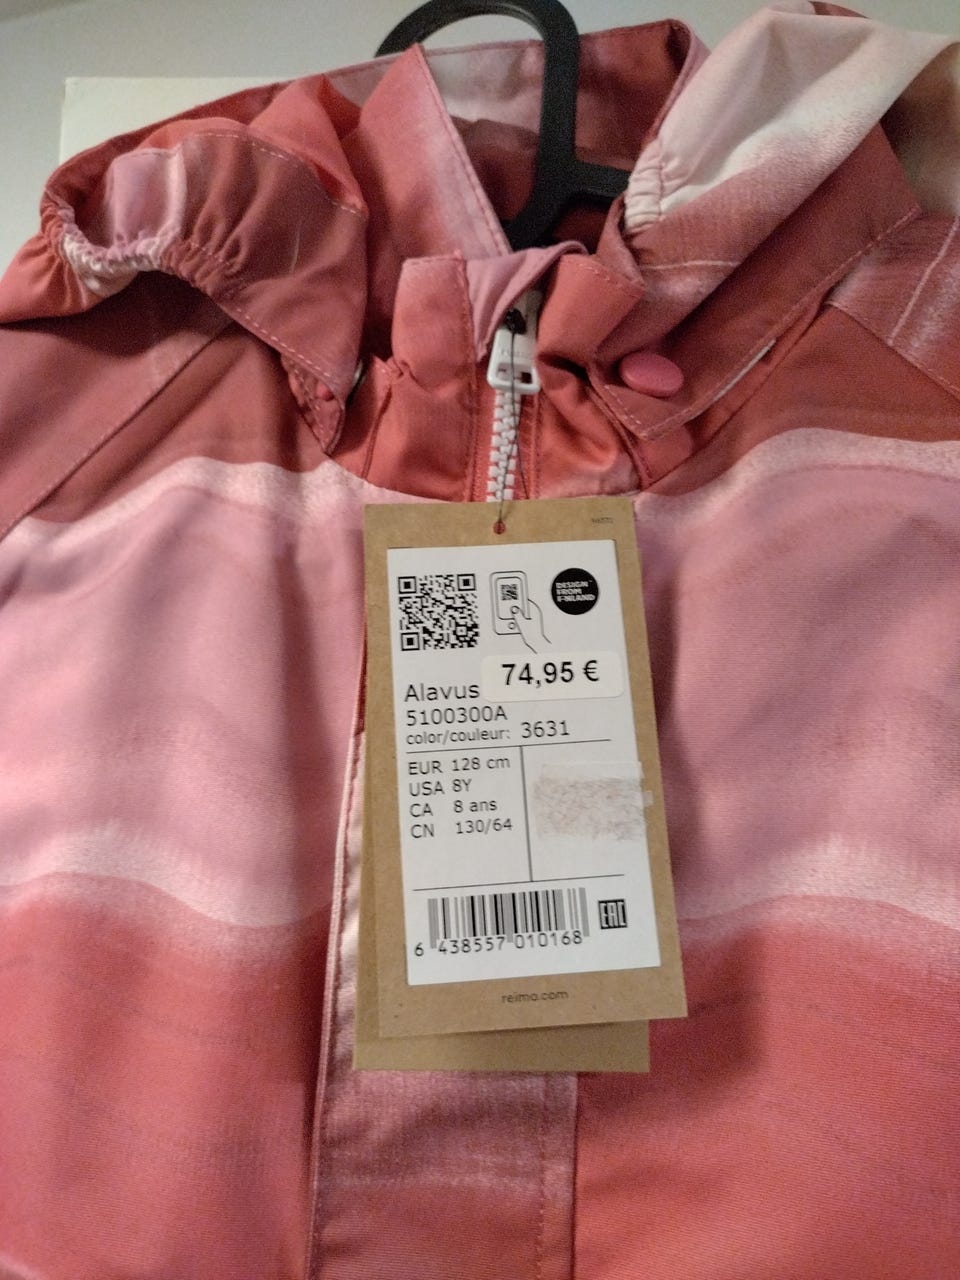 DESIGN
FROM
FINLAND
74,95 €
Alavus
5100300A
color/couleur: 3631
EUR 128 cm
USA 8Y
CA 8 ans
CN 130/64
6 438557 010168
EAC
reima.com